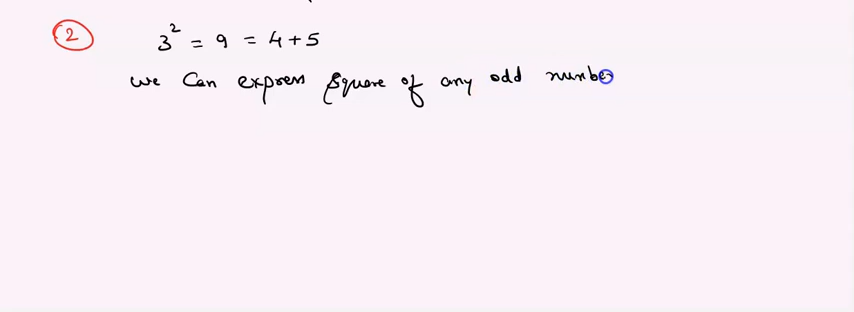 ② 3² = 9 = 4 + 5
we can express square of any odd number